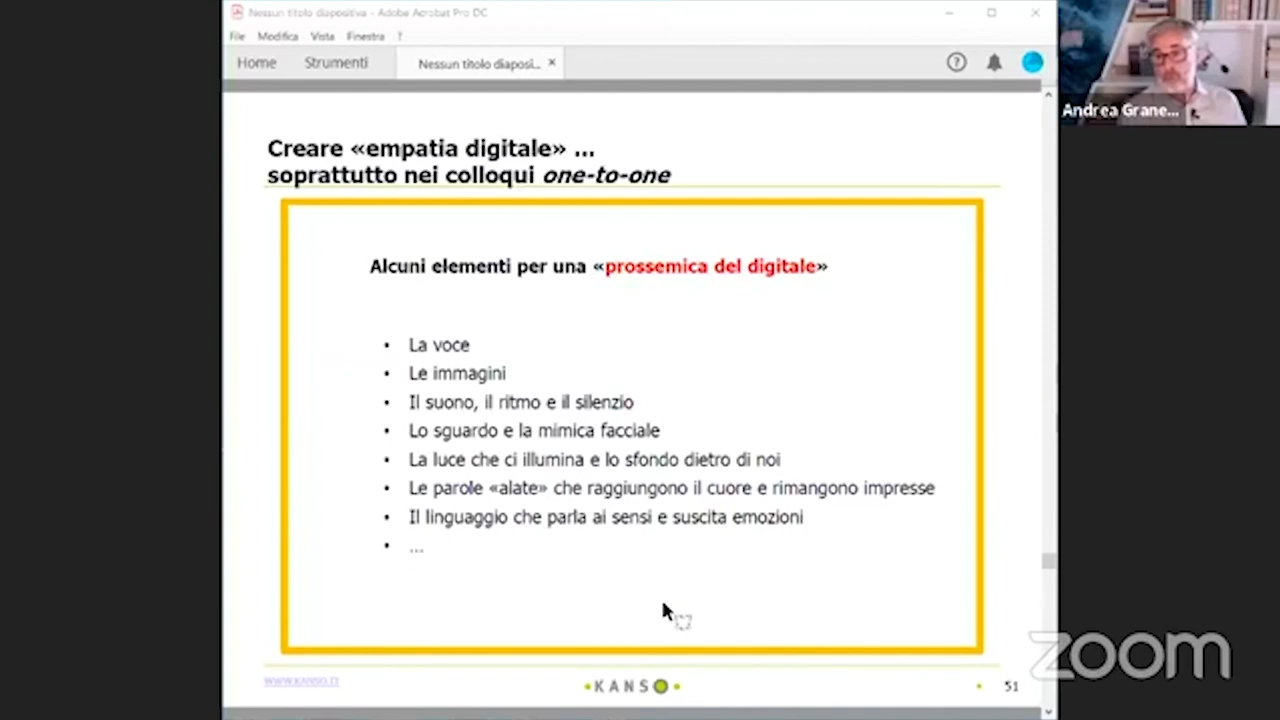 Nessun titolo diapositiva - Adobe Acrobat Pro DC
File Modifica Vista Finestra ?
Home Strumenti Nessun titolo diaposi... ×
Andrea Grane...
Creare «empatia digitale» ...
soprattutto nei colloqui one-to-one
Alcuni elementi per una «prossemica del digitale»
• La voce
• Le immagini
• Il suono, il ritmo e il silenzio
• Lo sguardo e la mimica facciale
• La luce che ci illumina e lo sfondo dietro di noi
• Le parole «alate» che raggiungono il cuore e rimangono impresse
• Il linguaggio che parla ai sensi e suscita emozioni
• ...
WWW.KANSO.IT
KANSO
51
zoom